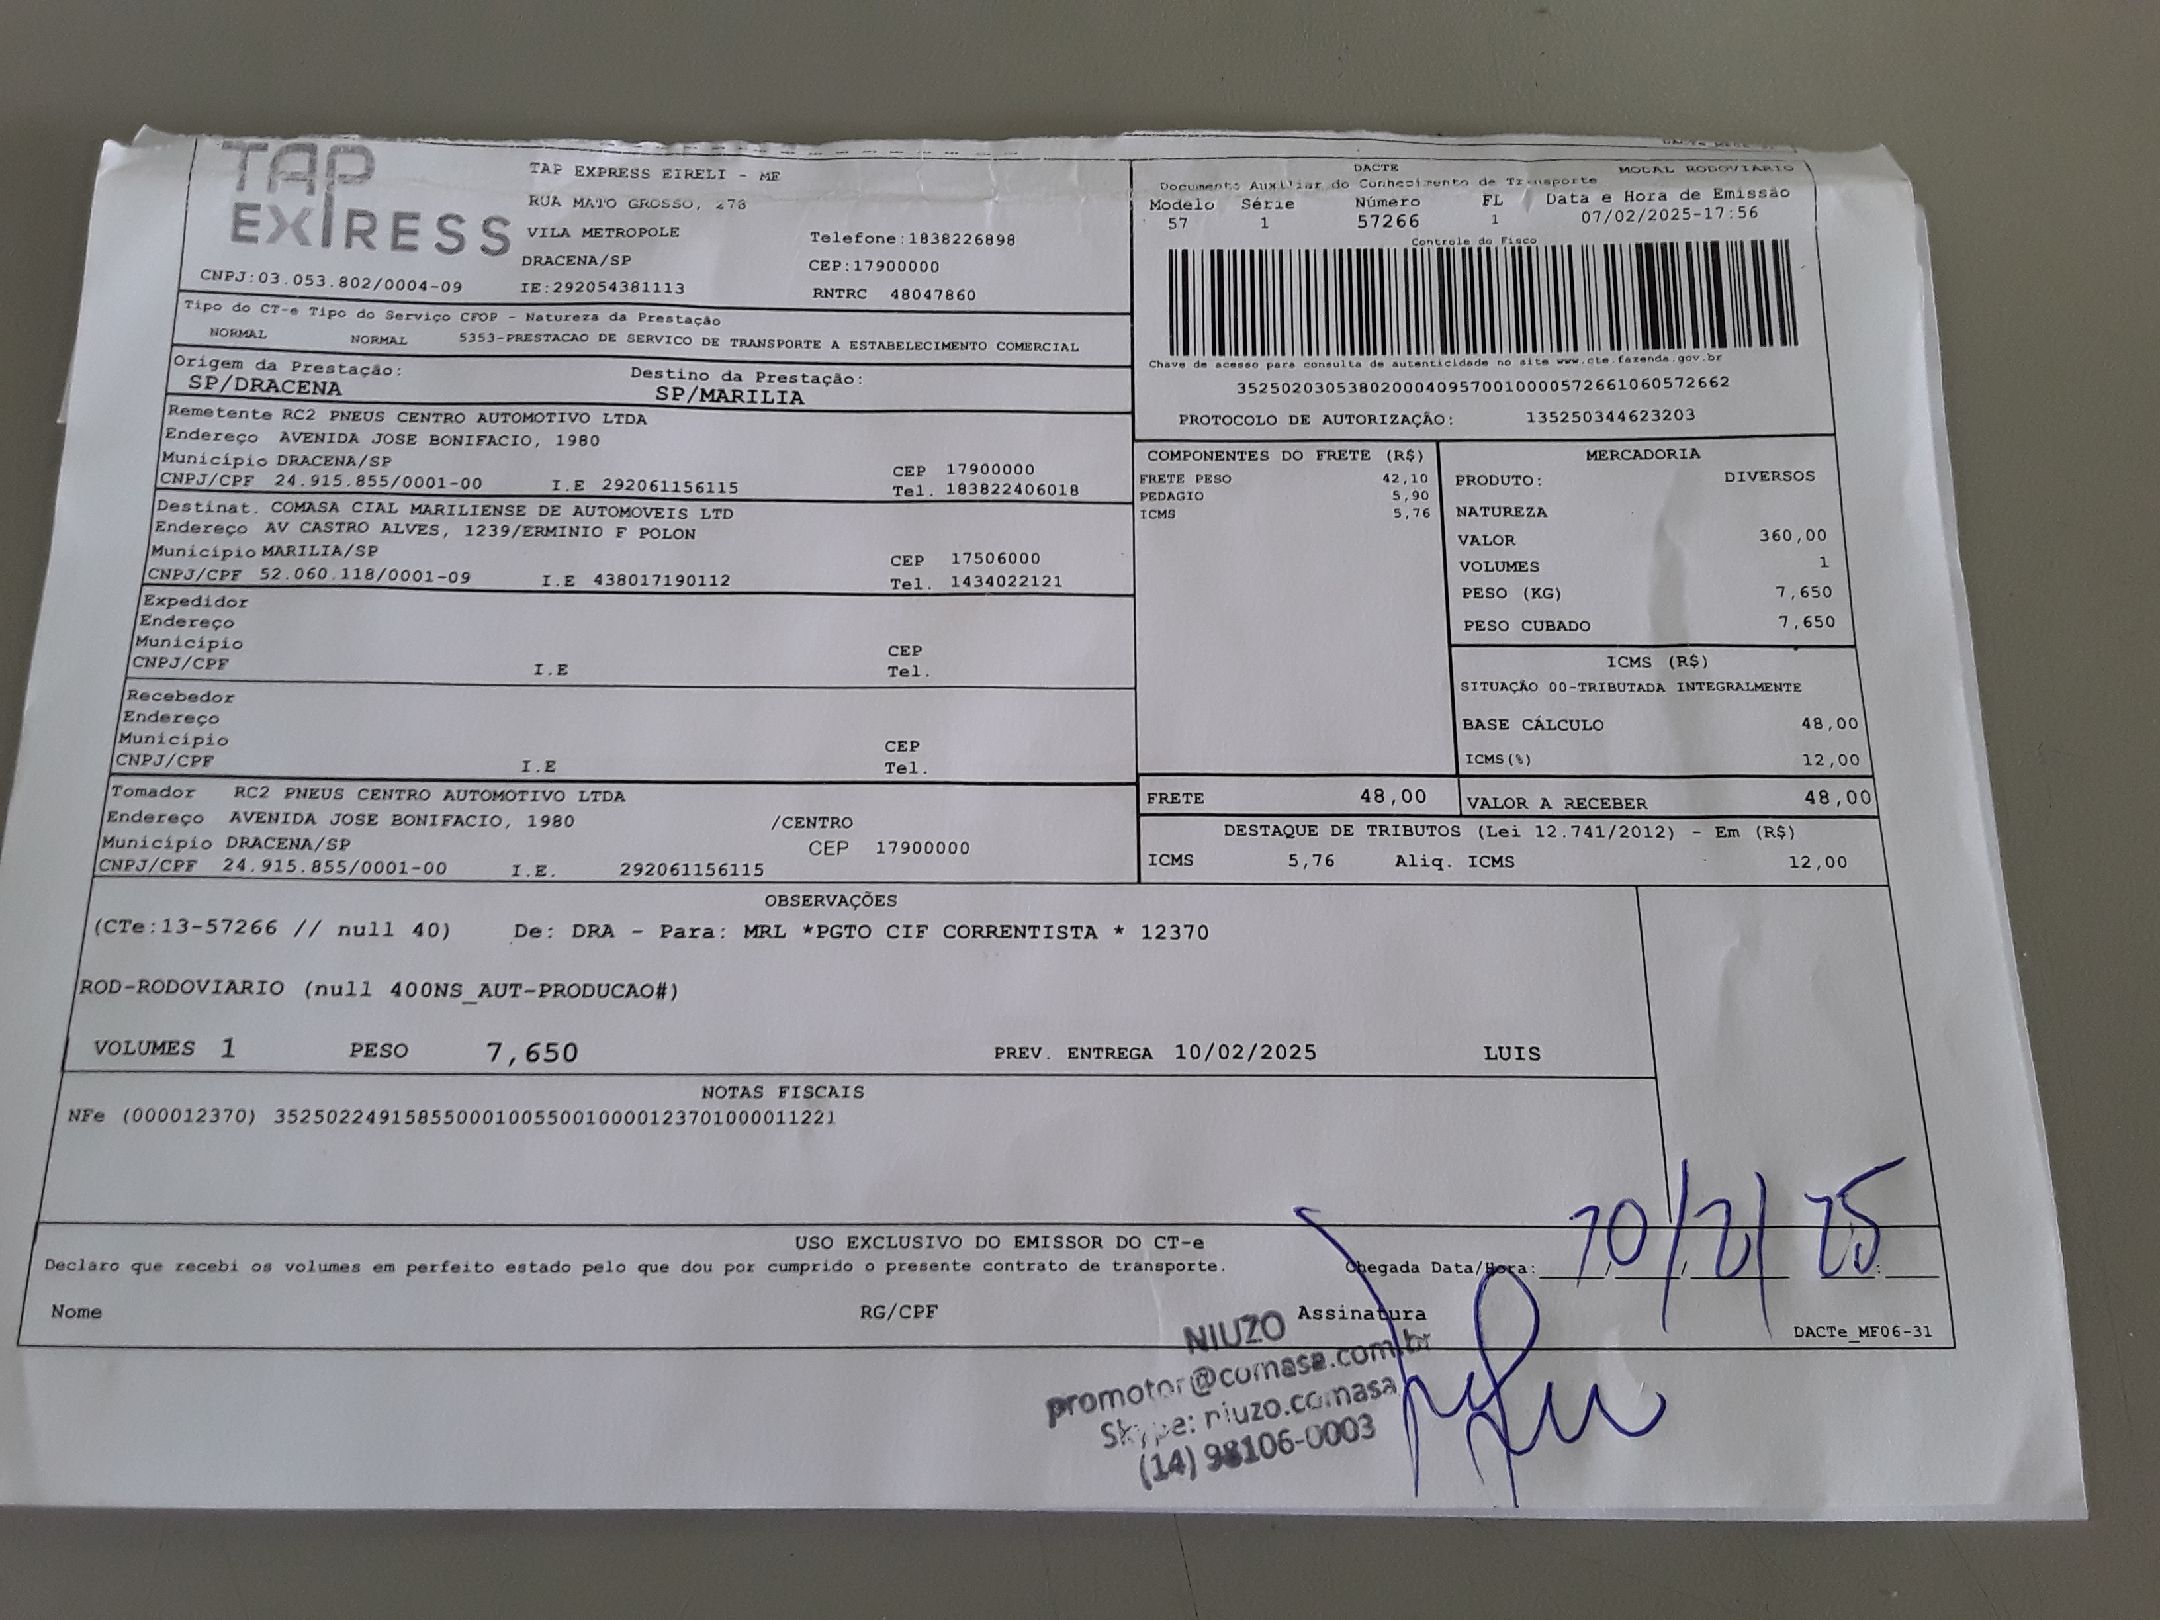 TAP
EXPRESS
TAP EXPRESS EIRELI - ME
RUA MATO GROSSO, 278
VILA METROPOLE
Telefone:1838226898
DRACENA/SP
CEP:17900000
CNPJ:03.053.802/0004-09
IE:292054381113
RNTRC 48047860
DACTE
MODAL RODOVIARIO
Documento Auxiliar do Conhecimento de Transporte
Modelo Série Número FL Data e Hora de Emissão
57 1 57266 1 07/02/2025-17:56
Controle do Fisco
Chave de acesso para consulta de autenticidade no site www.cte.fazenda.gov.br
35250203053802000409570010000572661060572662
PROTOCOLO DE AUTORIZAÇÃO: 135250344623203
Tipo do CT-e Tipo do Serviço CFOP - Natureza da Prestação
NORMAL NORMAL 5353-PRESTACAO DE SERVICO DE TRANSPORTE A ESTABELECIMENTO COMERCIAL
Origem da Prestação: Destino da Prestação:
SP/DRACENA SP/MARILIA
Remetente RC2 PNEUS CENTRO AUTOMOTIVO LTDA
Endereço AVENIDA JOSE BONIFACIO, 1980
Município DRACENA/SP CEP 17900000
CNPJ/CPF 24.915.855/0001-00 I.E 292061156115 Tel. 183822406018
Destinat. COMASA CIAL MARILIENSE DE AUTOMOVEIS LTD
Endereço AV CASTRO ALVES, 1239/ERMINIO F POLON
Município MARILIA/SP CEP 17506000
CNPJ/CPF 52.060.118/0001-09 I.E 438017190112 Tel. 1434022121
Expedidor
Endereço
Município CEP
CNPJ/CPF I.E Tel.
Recebedor
Endereço
Município CEP
CNPJ/CPF I.E Tel.
Tomador RC2 PNEUS CENTRO AUTOMOTIVO LTDA
Endereço AVENIDA JOSE BONIFACIO, 1980 /CENTRO
Município DRACENA/SP CEP 17900000
CNPJ/CPF 24.915.855/0001-00 I.E. 292061156115
COMPONENTES DO FRETE (R$)
FRETE PESO 42,10
PEDAGIO 5,90
ICMS 5,76
MERCADORIA
PRODUTO: DIVERSOS
NATUREZA
VALOR 360,00
VOLUMES 1
PESO (KG) 7,650
PESO CUBADO 7,650
ICMS (R$)
SITUAÇÃO 00-TRIBUTADA INTEGRALMENTE
BASE CÁLCULO 48,00
ICMS(%) 12,00
FRETE 48,00 VALOR A RECEBER 48,00
DESTAQUE DE TRIBUTOS (Lei 12.741/2012) - Em (R$)
ICMS 5,76 Aliq. ICMS 12,00
OBSERVAÇÕES
(CTe:13-57266 // null 40) De: DRA - Para: MRL *PGTO CIF CORRENTISTA * 12370
ROD-RODOVIARIO (null 400NS_AUT-PRODUCAO#)
VOLUMES 1 PESO 7,650 PREV. ENTREGA 10/02/2025 LUIS
NOTAS FISCAIS
NFe (000012370) 35250224915855000100550010000123701000011221
USO EXCLUSIVO DO EMISSOR DO CT-e
Declaro que recebi os volumes em perfeito estado pelo que dou por cumprido o presente contrato de transporte. Chegada Data/Hora: 10/2/25
Nome RG/CPF Assinatura
DACTe_MF06-31
NIUZO
promotor@comasa.com.br
Skype: niuzo.comasa
(14) 98106-0003